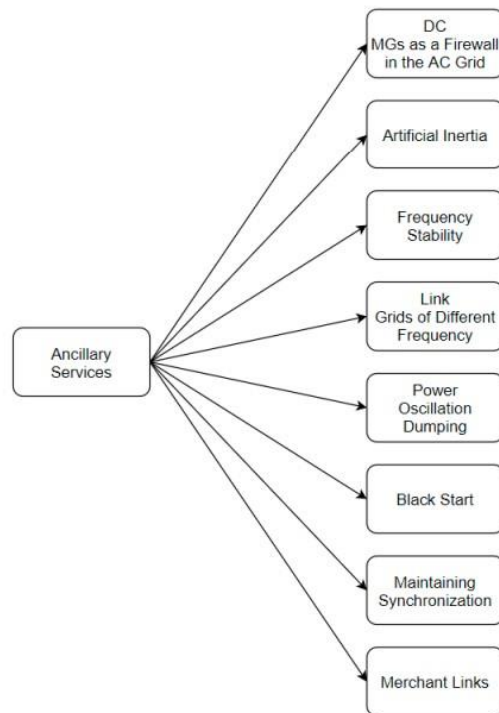 DC
MGs as a Firewall
in the AC Grid
Artificial Inertia
Frequency
Stability
Link
Grids of Different
Frequency
Ancillary
Services
Power
Oscillation
Dumping
Black Start
Maintaining
Synchronization
Merchant Links